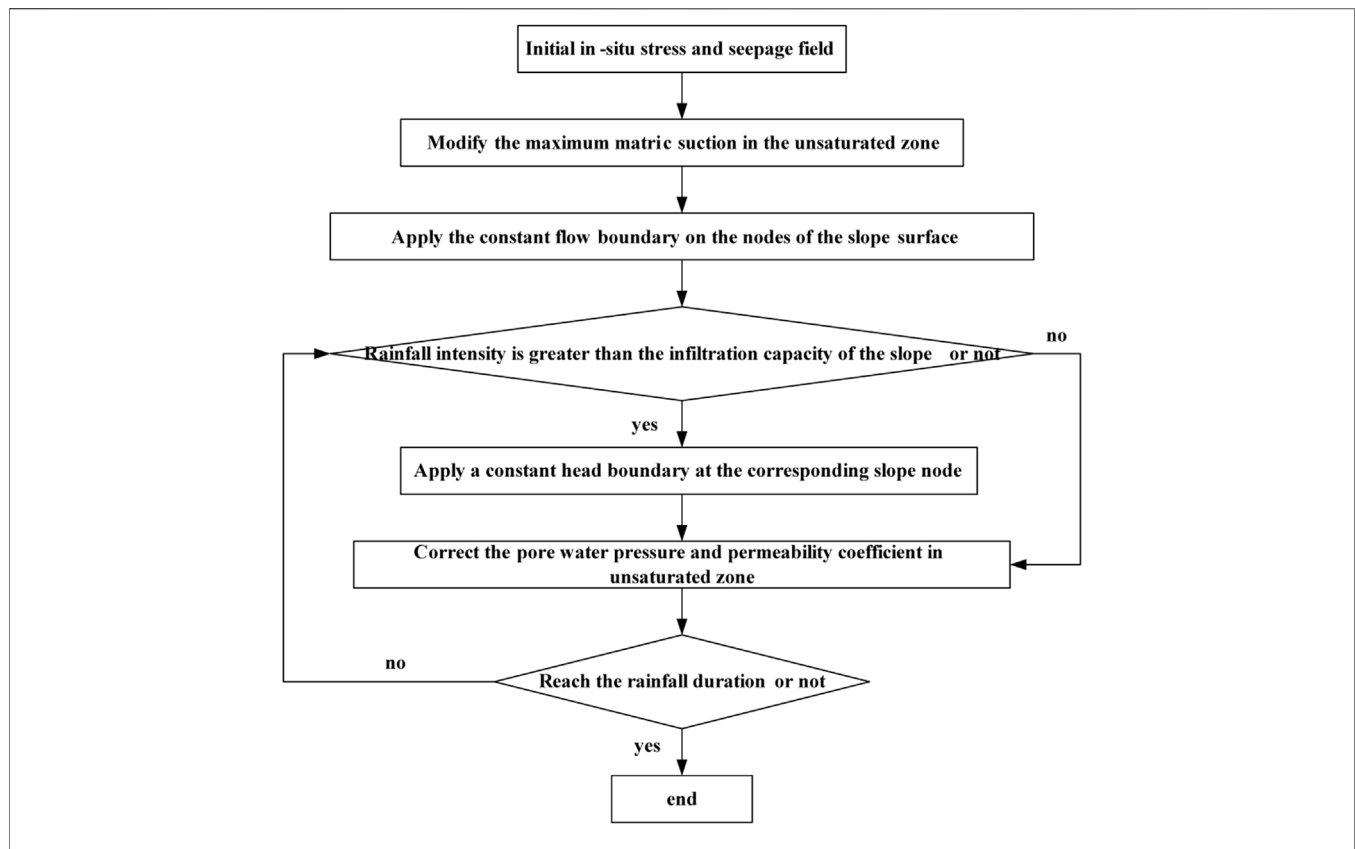 Initial in -situ stress and seepage field
Modify the maximum matric suction in the unsaturated zone
Apply the constant flow boundary on the nodes of the slope surface
Rainfall intensity is greater than the infiltration capacity of the slope or not
no
yes
Apply a constant head boundary at the corresponding slope node
Correct the pore water pressure and permeability coefficient in
unsaturated zone
no
Reach the rainfall duration or not
yes
end